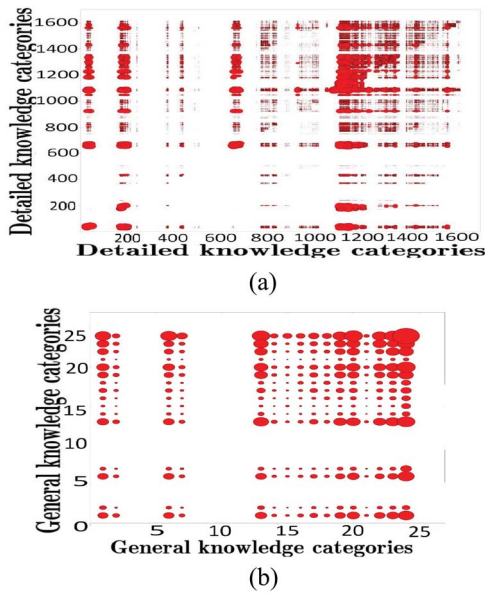 Detailed knowledge categories
1600
1400
1200
1000
800
600
400
200
200 400 600 800 1000 1200 1400 1600
Detailed knowledge categories
(a)
General knowledge categories
25
20
15
10
5
0
5 10 15 20 25
General knowledge categories
(b)